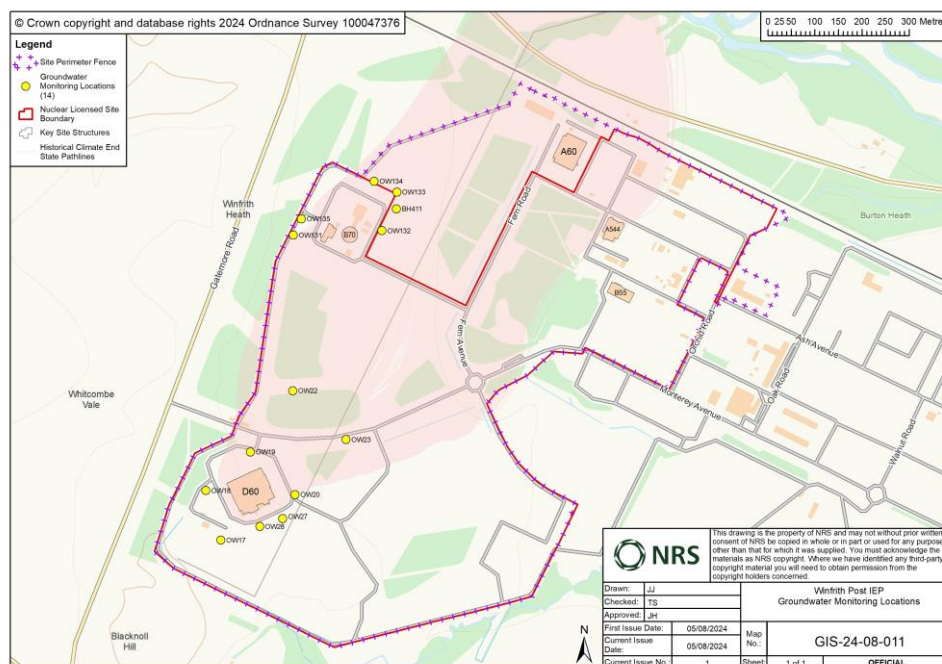 © Crown copyright and database rights 2024 Ordnance Survey 100047376
0 25 50 100 150 200 250 300 Metre
Legend
Site Perimeter Fence
Groundwater
Monitoring Locations
(14)
Nuclear Licensed Site
Boundary
Key Site Structures
Historical Climate End
State Pathlines
A60
OW134
OW133
BH411
Winfrith
Heath
OW135
OW131
B70
OW132
Fern Road
Burton Heath
A544
Gatemore Road
B55
Fern Avenue
Orchid Road
Ash Avenue
Whitcombe
Vale
OW22
Monterey Avenue
Oak Road
Walnut Road
OW23
OW19
D60
OW18
OW20
OW27
OW28
OW17
Blacknoll
Hill
N
NRS
This drawing is the property of NRS and may not without prior written
consent of NRS be copied in whole or in part or used for any purpose
other than that for which it was supplied. You must acknowledge the
materials as NRS copyright. Where we have identified any third-party
copyright material you will need to obtain permission from the
copyright holders concerned.
Drawn: JJ
Checked: TS
Approved: JH
Winfrith Post IEP
Groundwater Monitoring Locations
First Issue Date: 05/08/2024
Current Issue
Date: 05/08/2024
Map
No.: GIS-24-08-011
Current Issue No.: 1
Sheet: 1 of 1
OFFICIAL